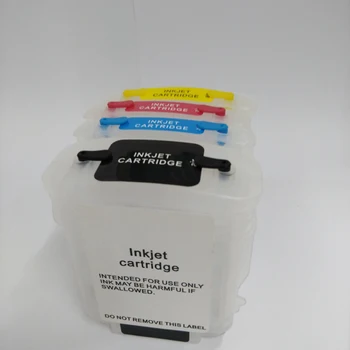 INKJET
CARTRIDGE
INKJET
CARTRIDGE
INKJET
CARTRIDGE
INKJET
CARTRIDGE
Inkjet
cartridge
INTENDED FOR USE ONLY
INK MAY BE HARMFUL IF
SWALLOWED.
DO NOT REMOVE THIS LABEL